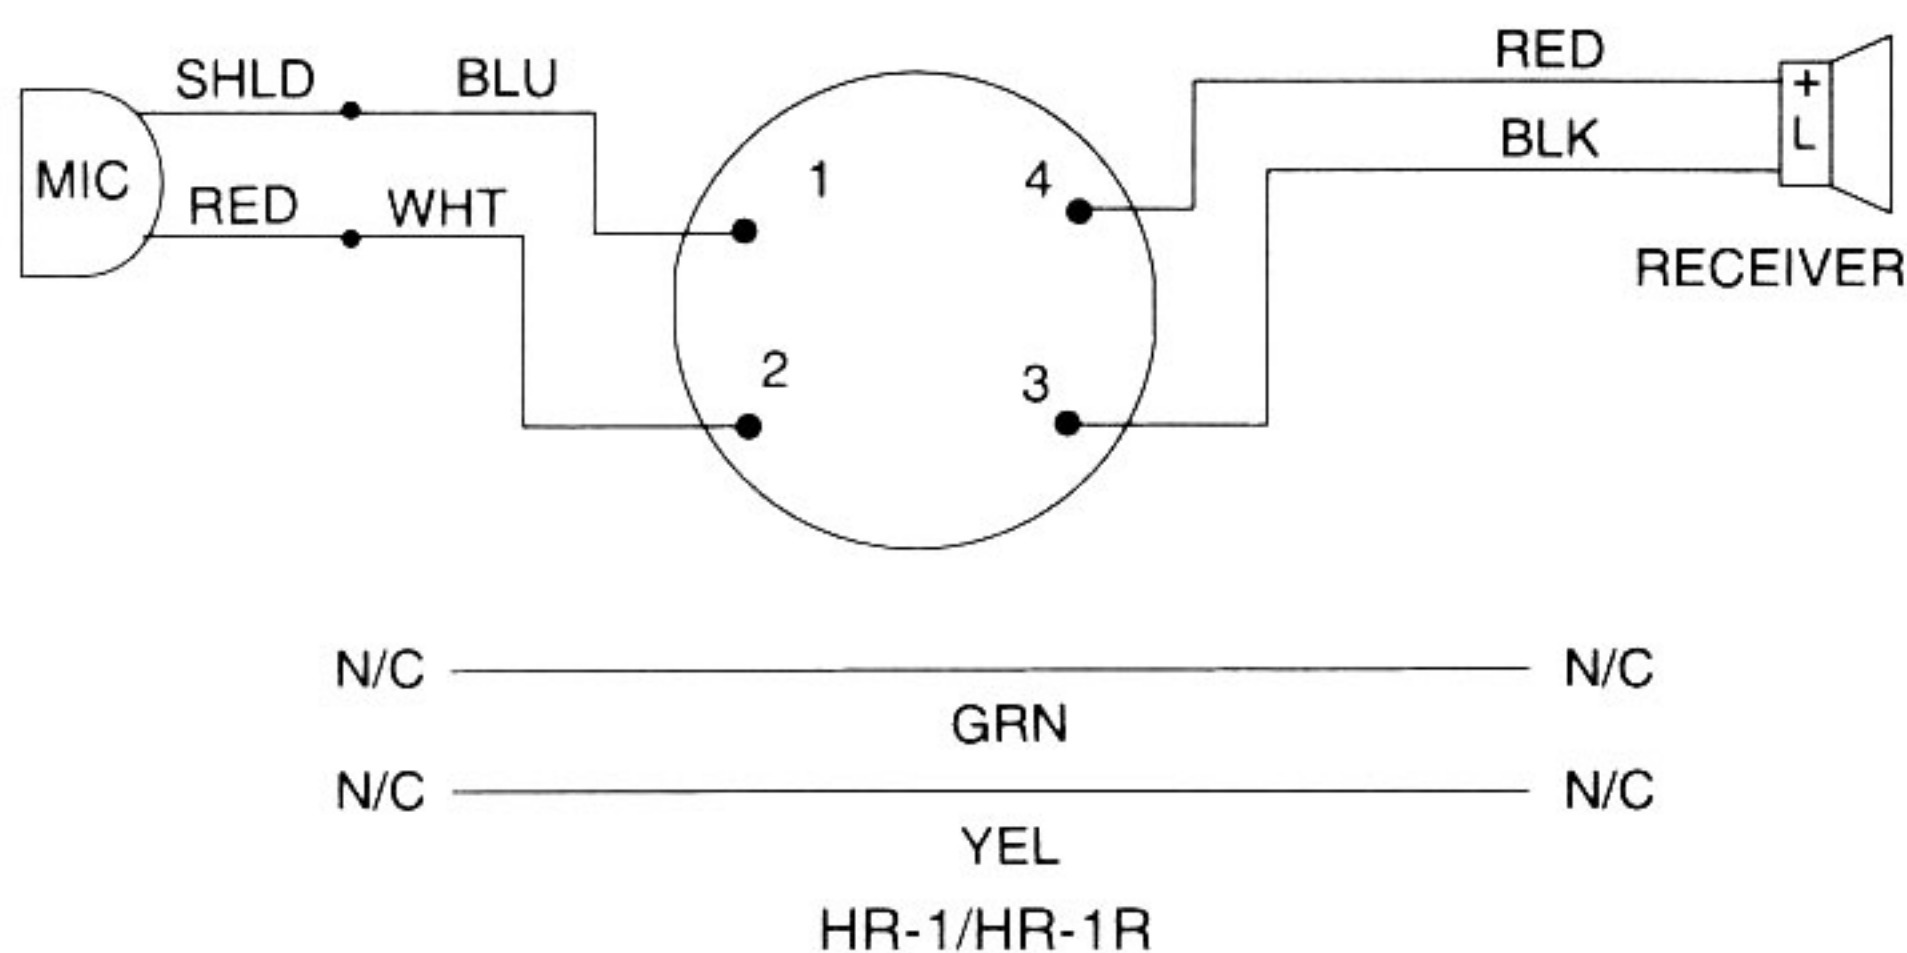 RED
SHLD BLU
+
BLK
L
MIC
1
4
RED WHT
RECEIVER
2
3
N/C N/C
GRN
N/C N/C
YEL
HR-1/HR-1R